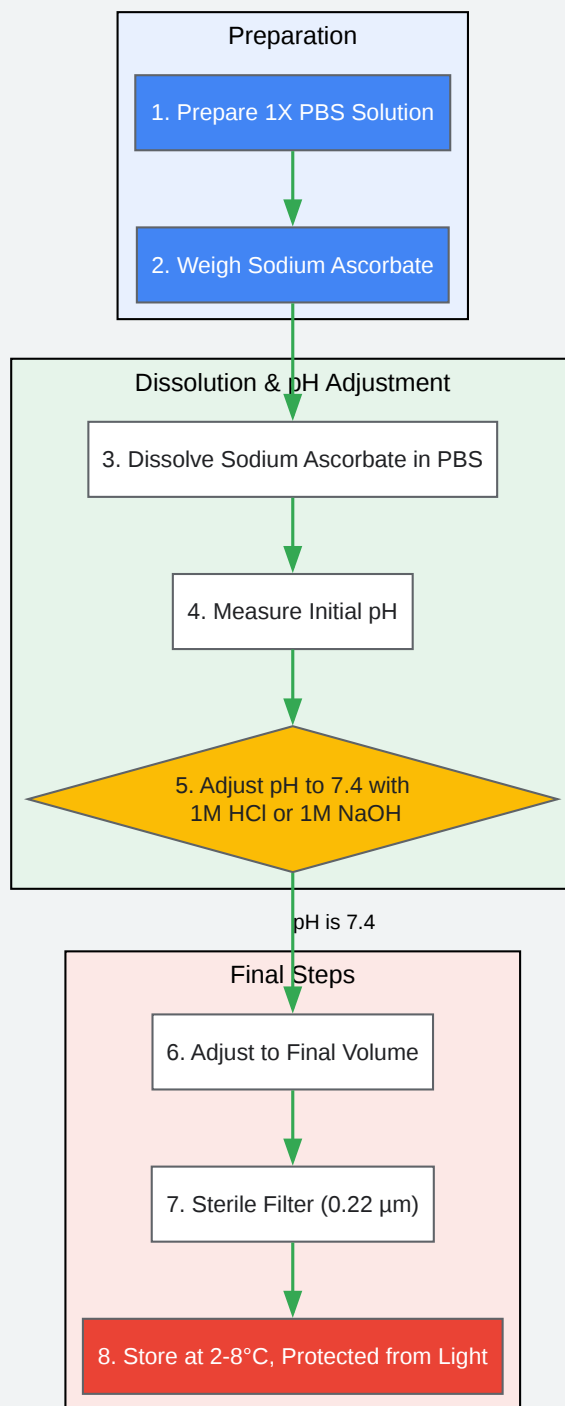 Preparation
1. Prepare 1X PBS Solution
2. Weigh Sodium Ascorbate
Dissolution & pH Adjustment
3. Dissolve Sodium Ascorbate in PBS
4. Measure Initial pH
5. Adjust pH to 7.4 with
1M HCl or 1M NaOH
pH is 7.4
Final Steps
6. Adjust to Final Volume
7. Sterile Filter (0.22 µm)
8. Store at 2-8°C, Protected from Light